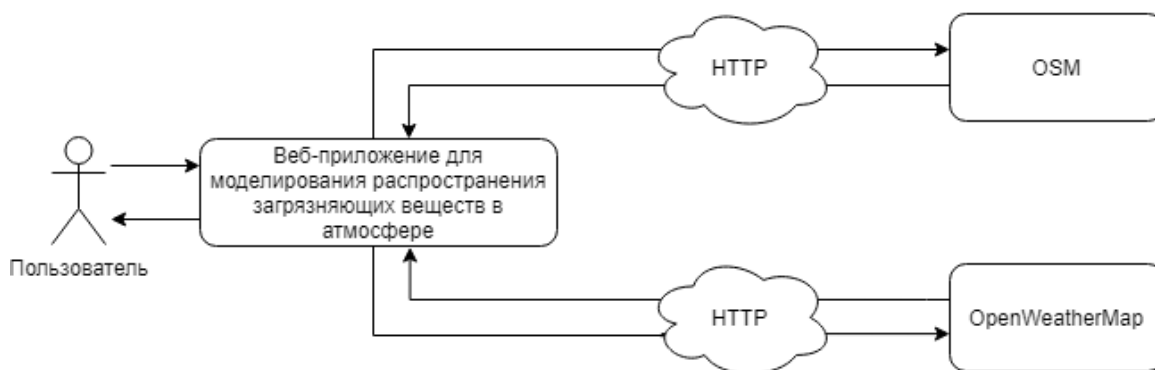 HTTP
OSM
Веб-приложение для
моделирования распространения
загрязняющих веществ в
атмосфере
Пользователь
HTTP
OpenWeatherMap